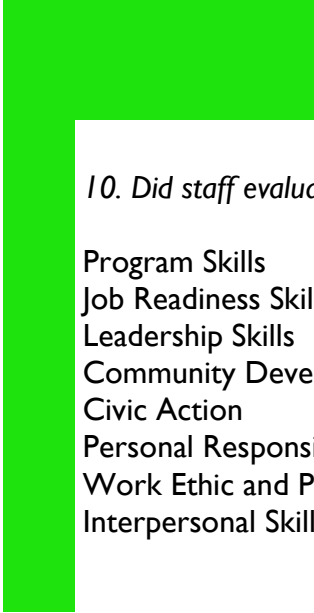 10. Did staff evaluc
Program Skills
Job Readiness Skil
Leadership Skills
Community Deve
Civic Action
Personal Responsi
Work Ethic and P
Interpersonal Skill